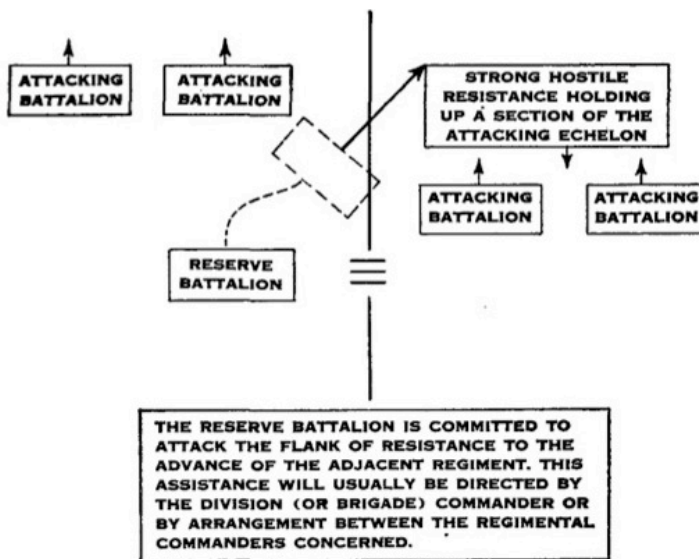 ATTACKING
BATTALION
ATTACKING
BATTALION
STRONG HOSTILE
RESISTANCE HOLDING
UP A SECTION OF THE
ATTACKING ECHELON
ATTACKING
BATTALION
ATTACKING
BATTALION
RESERVE
BATTALION
THE RESERVE BATTALION IS COMMITTED TO
ATTACK THE FLANK OF RESISTANCE TO THE
ADVANCE OF THE ADJACENT REGIMENT. THIS
ASSISTANCE WILL USUALLY BE DIRECTED BY
THE DIVISION (OR BRIGADE) COMMANDER OR
BY ARRANGEMENT BETWEEN THE REGIMENTAL
COMMANDERS CONCERNED.